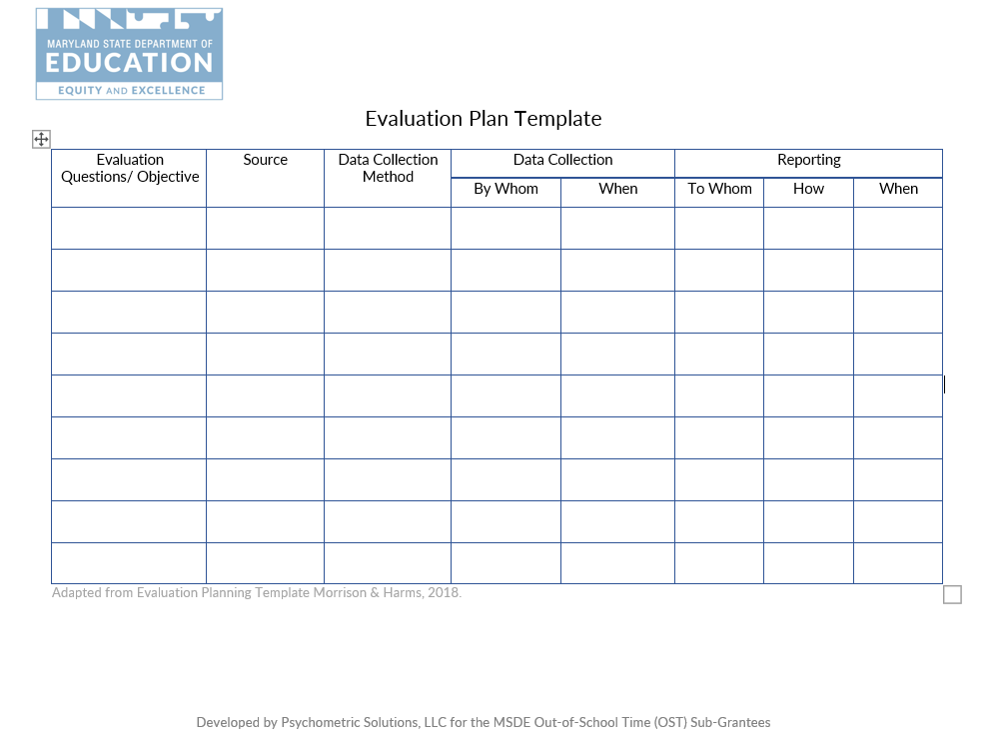 MARYLAND STATE DEPARTMENT OF
EDUCATION
EQUITY AND EXCELLENCE
Evaluation Plan Template
Evaluation Questions/ Objective
Source
Data Collection Method
Data Collection
Reporting
By Whom
When
To Whom
How
When
Adapted from Evaluation Planning Template Morrison & Harms, 2018.
Developed by Psychometric Solutions, LLC for the MSDE Out-of-School Time (OST) Sub-Grantees